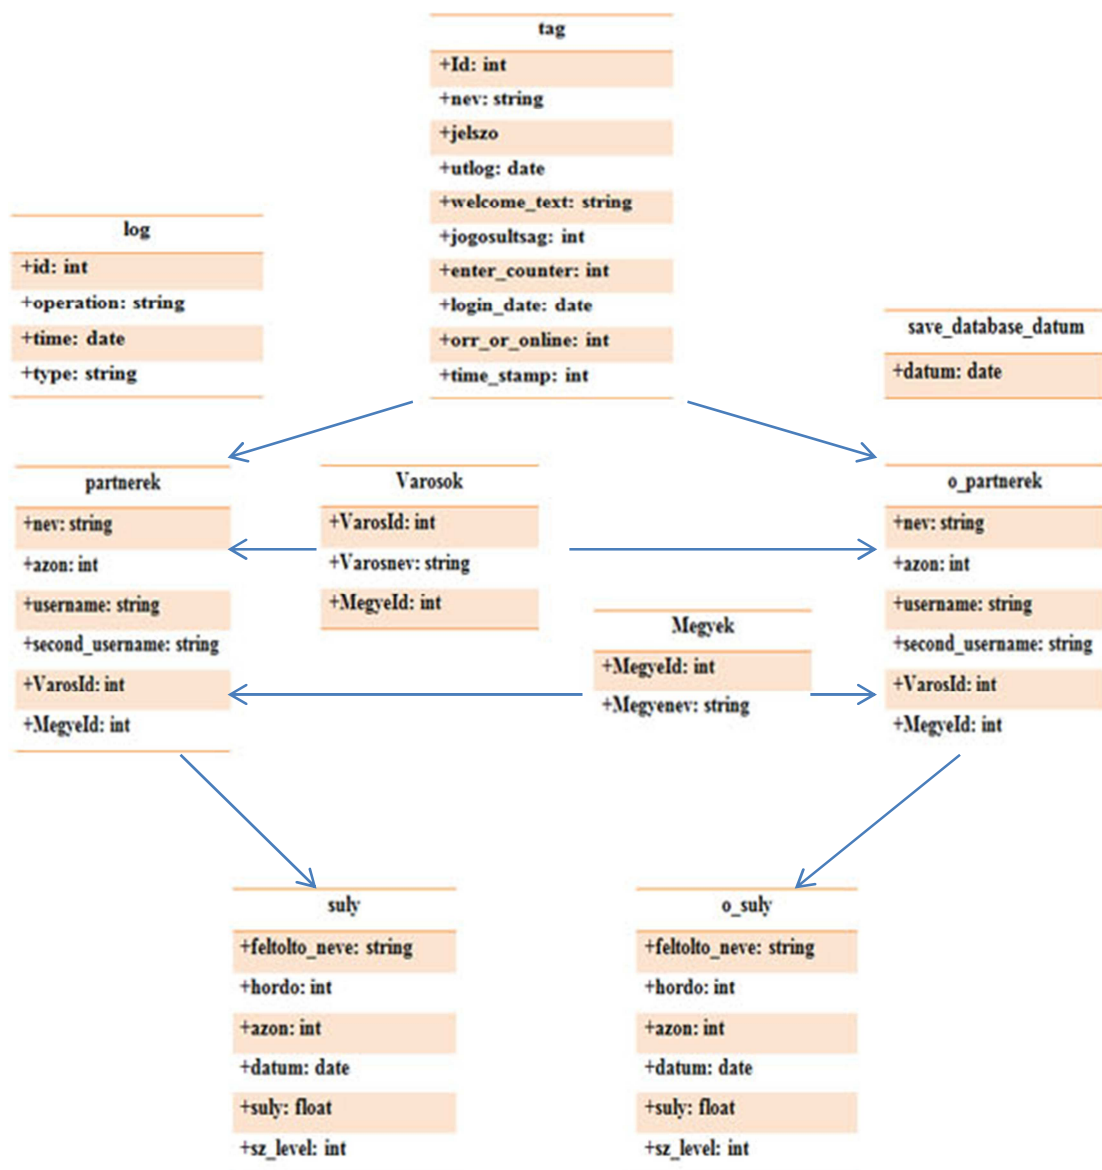 tag
+Id: int
+nev: string
+jelszo
+utlog: date
+welcome_text: string
+jogosultsag: int
+enter_counter: int
+login_date: date
+orr_or_online: int
+time_stamp: int
log
+id: int
+operation: string
+time: date
+type: string
save_database_datum
+datum: date
partnerek
+nev: string
+azon: int
+username: string
+second_username: string
+VarosId: int
+MegyeId: int
Varosok
+VarosId: int
+Varosnev: string
+MegyeId: int
Megyek
+MegyeId: int
+Megyenev: string
o_partnerek
+nev: string
+azon: int
+username: string
+second_username: string
+VarosId: int
+MegyeId: int
suly
+feltolto_neve: string
+hordo: int
+azon: int
+datum: date
+suly: float
+sz_level: int
o_suly
+feltolto_neve: string
+hordo: int
+azon: int
+datum: date
+suly: float
+sz_level: int